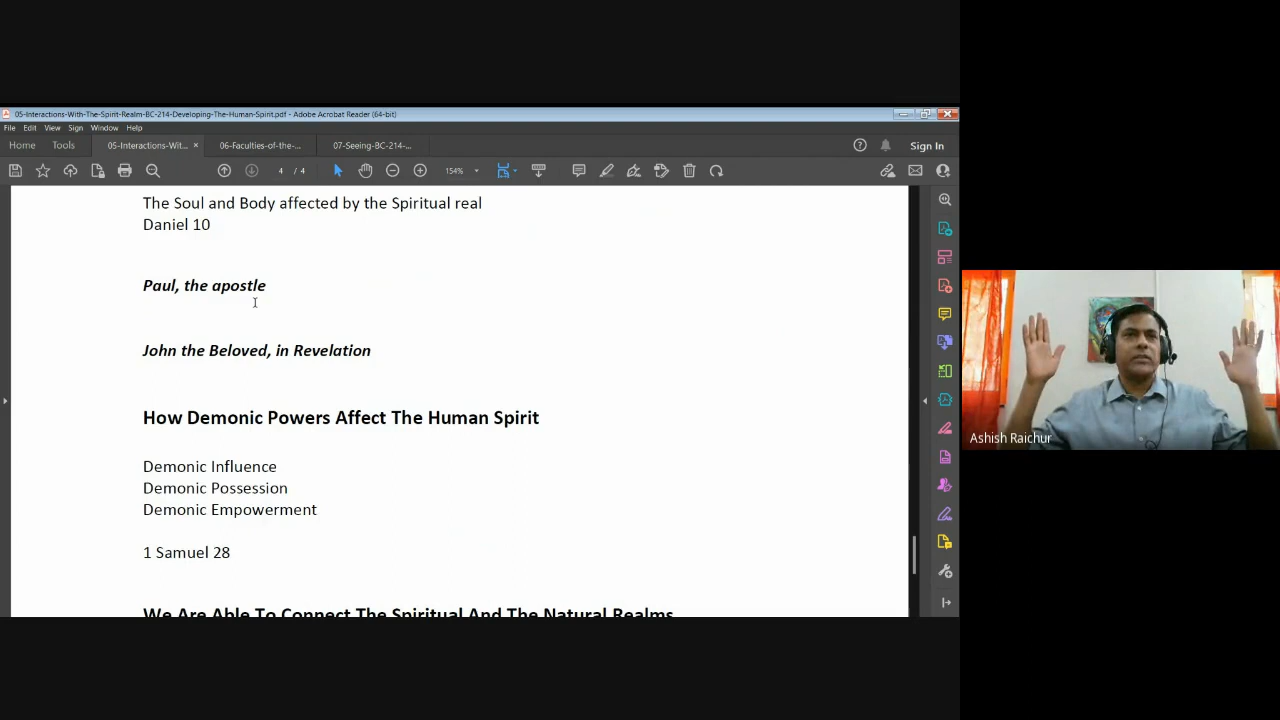 05-Interactions-With-The-Spirit-Realm-BC-214-Developing-The-Human-Spirit.pdf - Adobe Acrobat Reader (64-bit)
File Edit View Sign Window Help
Home Tools 05-Interactions-Wit... × 06-Faculties-of-the-... 07-Seeing-BC-214-... Sign In
4 / 4 154%
The Soul and Body affected by the Spiritual real
Daniel 10
Paul, the apostle
John the Beloved, in Revelation
How Demonic Powers Affect The Human Spirit
Demonic Influence
Demonic Possession
Demonic Empowerment
1 Samuel 28
We Are Able To Connect The Spiritual And The Natural Realms
Ashish Raichur